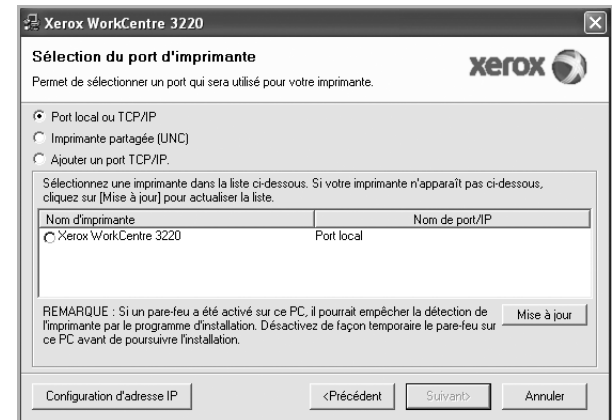 Xerox WorkCentre 3220
Sélection du port d'imprimante
Permet de sélectionner un port qui sera utilisé pour votre imprimante.
xerox
Port local ou TCP/IP
Imprimante partagée (UNC)
Ajouter un port TCP/IP.
Sélectionnez une imprimante dans la liste ci-dessous. Si votre imprimante n'apparaît pas ci-dessous,
cliquez sur [Mise à jour] pour actualiser la liste.
Nom d'imprimante Nom de port/IP
Xerox WorkCentre 3220 Port local
REMARQUE : Si un pare-feu a été activé sur ce PC, il pourrait empêcher la détection de
l'imprimante par le programme d'installation. Désactivez de façon temporaire le pare-feu sur
ce PC avant de poursuivre l'installation.
Mise à jour
Configuration d'adresse IP <Précédent Suivant> Annuler